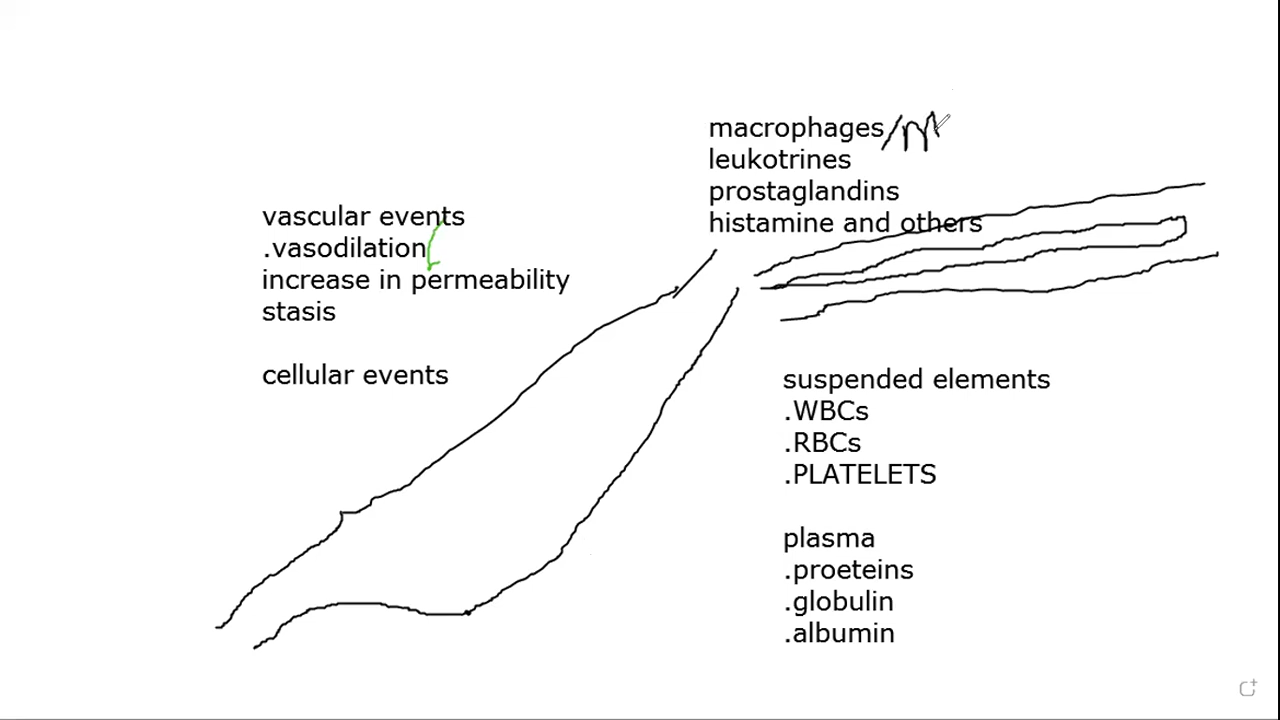 macrophages/m
leukotrines
prostaglandins
histamine and others
vascular events
.vasodilation
increase in permeability
stasis
cellular events
suspended elements
.WBCs
.RBCs
.PLATELETS
plasma
.proeteins
.globulin
.albumin